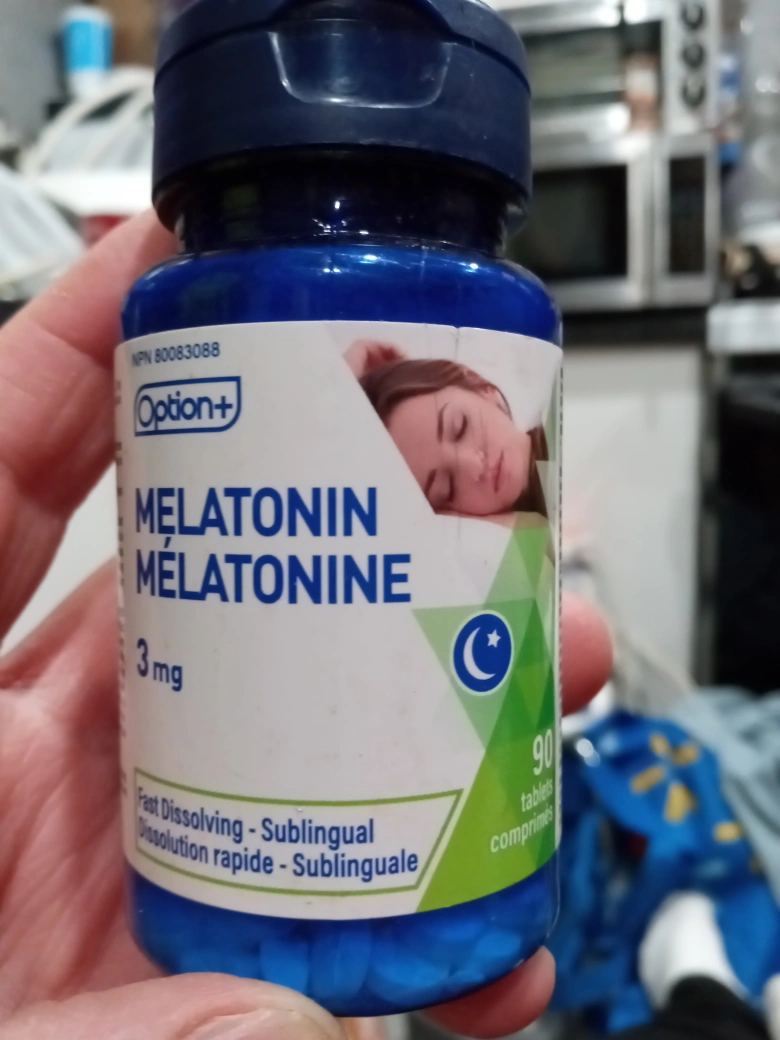 NPN 80083088
Option+
MELATONIN
MÉLATONINE
3 mg
Fast Dissolving - Sublingual
Dissolution rapide - Sublinguale
90
tablets
comprimés